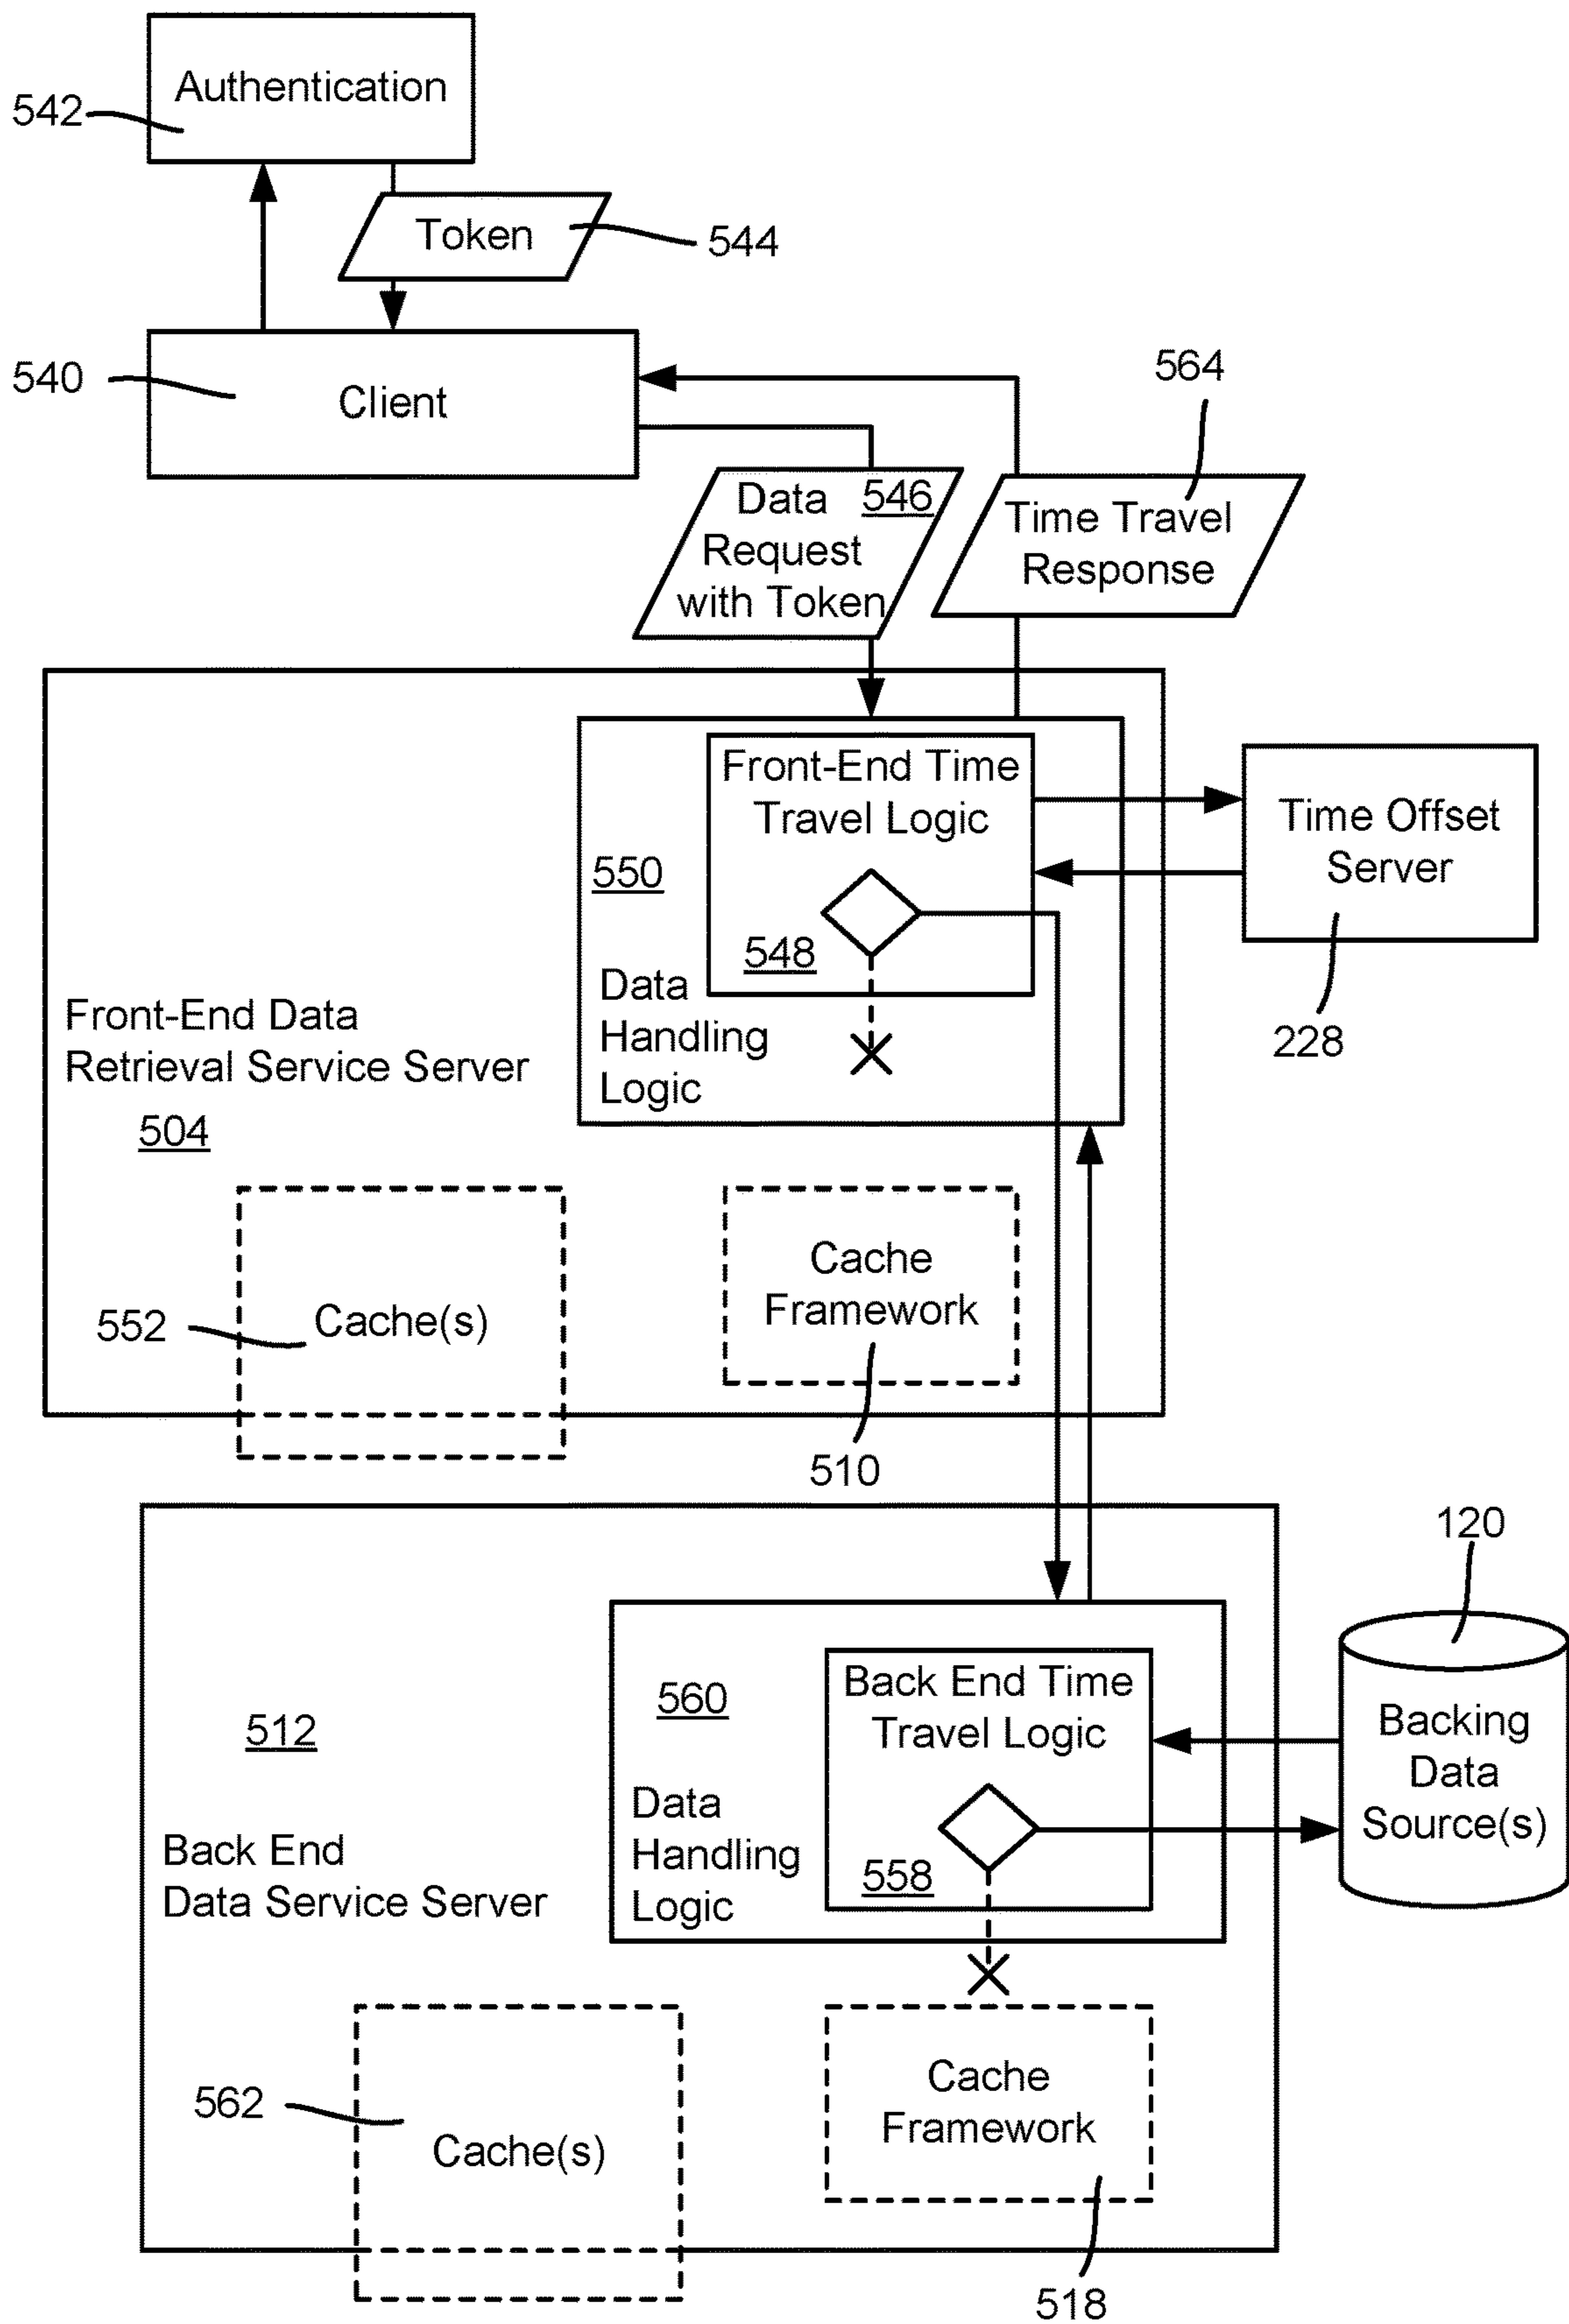 Authentication
542
Token
544
540
Client
564
Data
546
Request
with Token
Time Travel
Response
Front-End Time
Travel Logic
550
548
Data
Handling
Logic
Time Offset
Server
228
Front-End Data
Retrieval Service Server
504
552
Cache(s)
Cache
Framework
510
120
512
560
Back End Time
Travel Logic
558
Data
Handling
Logic
Backing
Data
Source(s)
Back End
Data Service Server
562
Cache(s)
Cache
Framework
518